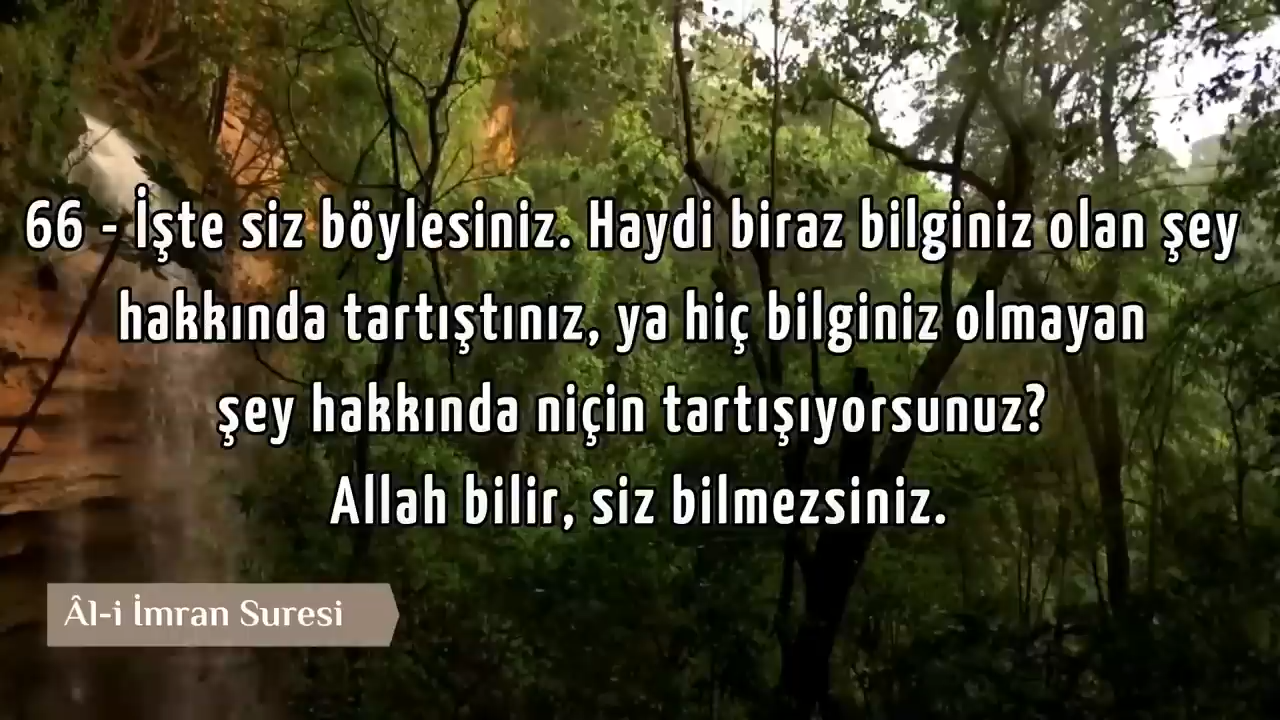 66 - İşte siz böylesiniz. Haydi biraz bilginiz olan şey
hakkında tartıştınız, ya hiç bilginiz olmayan
şey hakkında niçin tartışıyorsunuz?
Allah bilir, siz bilmezsiniz.
Âl-i İmran Suresi